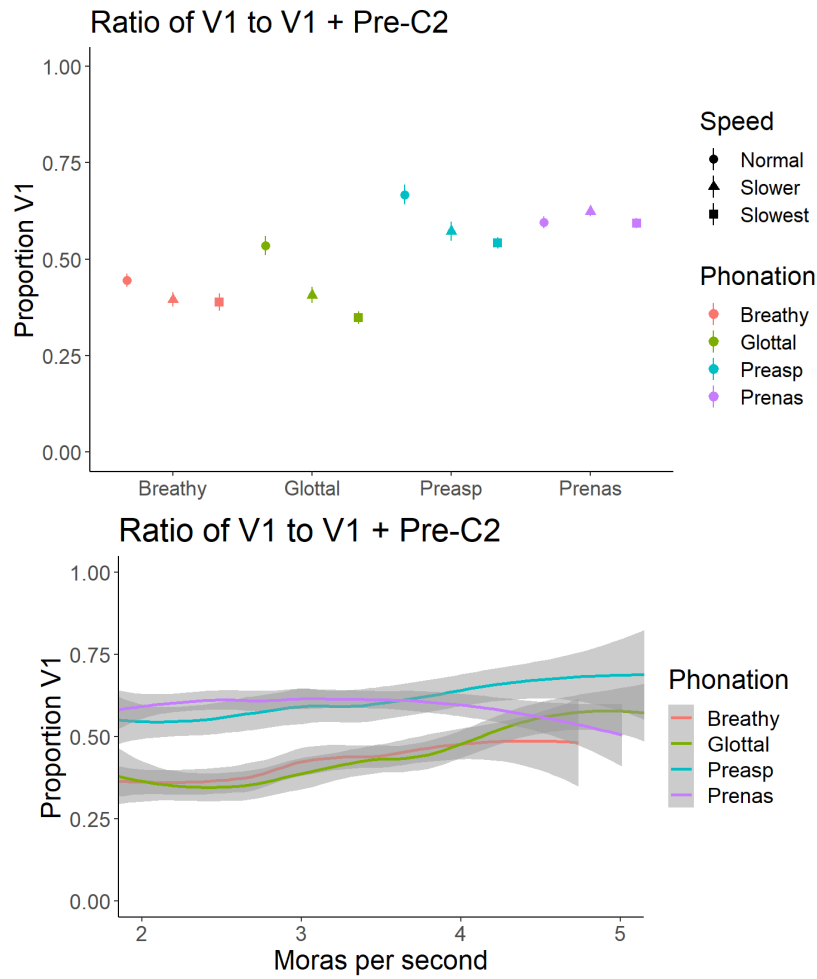 Ratio of V1 to V1 + Pre-C2
Proportion V1
1.00
0.75
0.50
0.25
0.00
Breathy Glottal Preasp Prenas
Speed
Normal
Slower
Slowest
Phonation
Breathy
Glottal
Preasp
Prenas
Ratio of V1 to V1 + Pre-C2
Proportion V1
1.00
0.75
0.50
0.25
0.00
2 3 4 5
Moras per second
Phonation
Breathy
Glottal
Preasp
Prenas